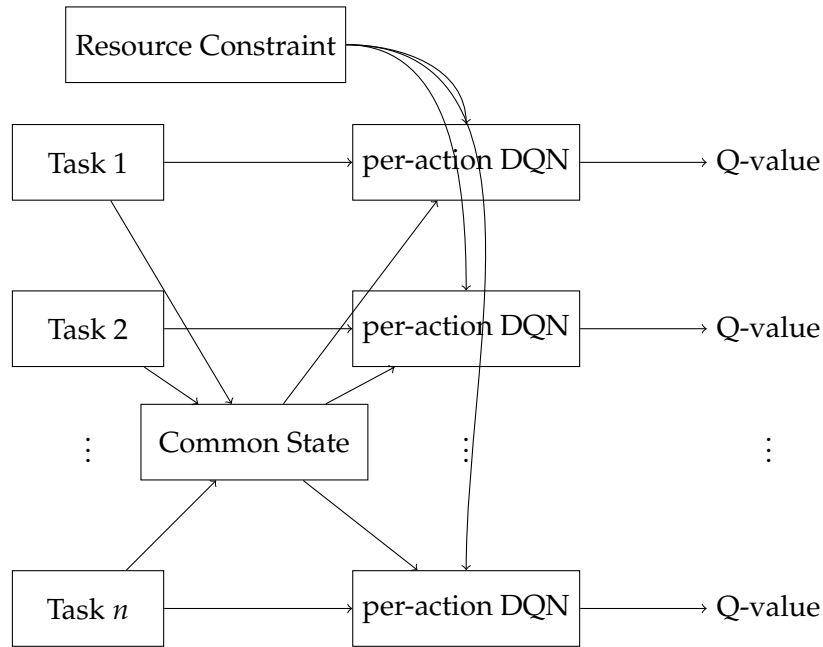 Resource Constraint
Task 1
per-action DQN
Q-value
Task 2
per-action DQN
Q-value
⋮
Common State
⋮
⋮
Task n
per-action DQN
Q-value